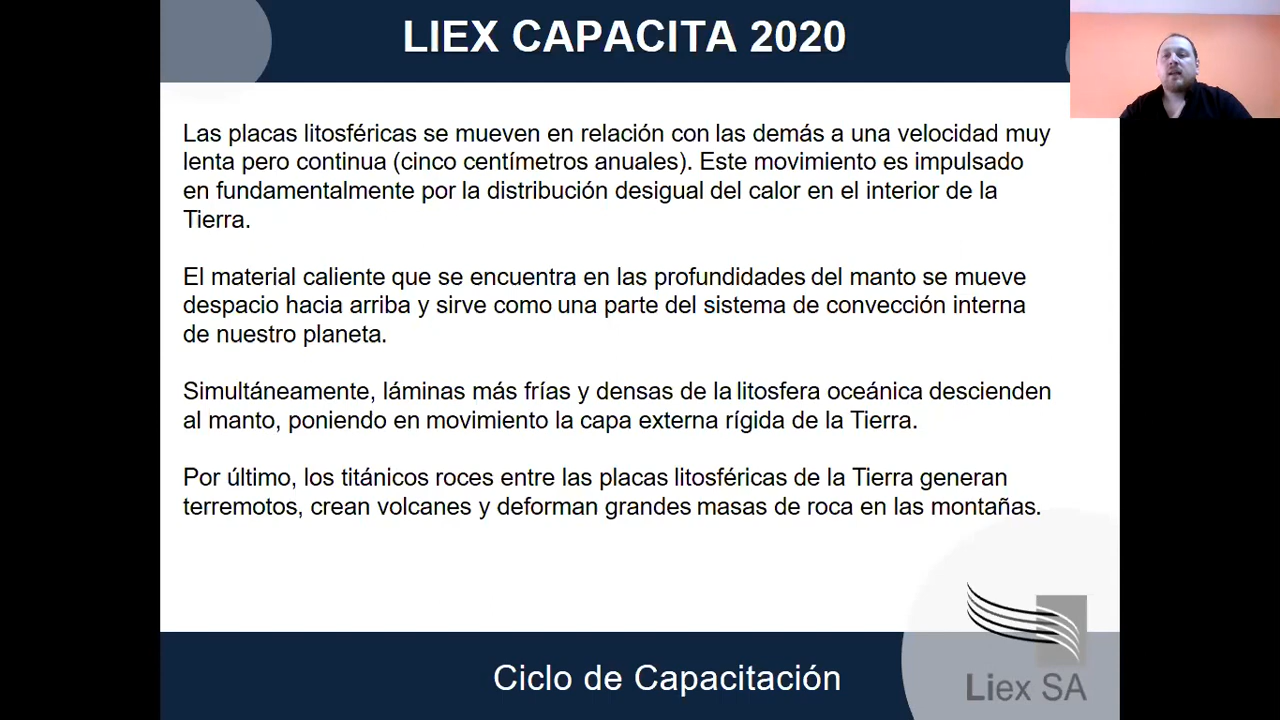 LIEX CAPACITA 2020
Las placas litosféricas se mueven en relación con las demás a una velocidad muy
lenta pero continua (cinco centímetros anuales). Este movimiento es impulsado
en fundamentalmente por la distribución desigual del calor en el interior de la
Tierra.
El material caliente que se encuentra en las profundidades del manto se mueve
despacio hacia arriba y sirve como una parte del sistema de convección interna
de nuestro planeta.
Simultáneamente, láminas más frías y densas de la litosfera oceánica descienden
al manto, poniendo en movimiento la capa externa rígida de la Tierra.
Por último, los titánicos roces entre las placas litosféricas de la Tierra generan
terremotos, crean volcanes y deforman grandes masas de roca en las montañas.
Ciclo de Capacitación
Liex SA